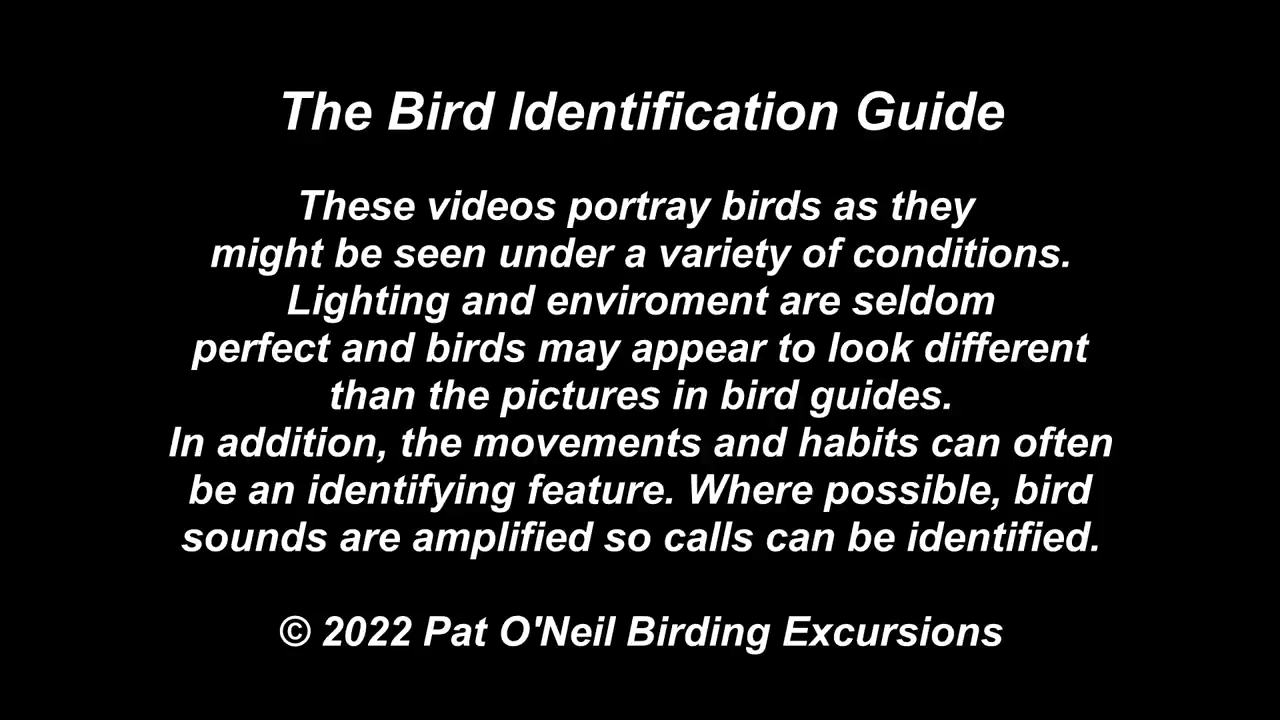 The Bird Identification Guide
These videos portray birds as they
might be seen under a variety of conditions.
Lighting and enviroment are seldom
perfect and birds may appear to look different
than the pictures in bird guides.
In addition, the movements and habits can often
be an identifying feature. Where possible, bird
sounds are amplified so calls can be identified.
© 2022 Pat O'Neil Birding Excursions